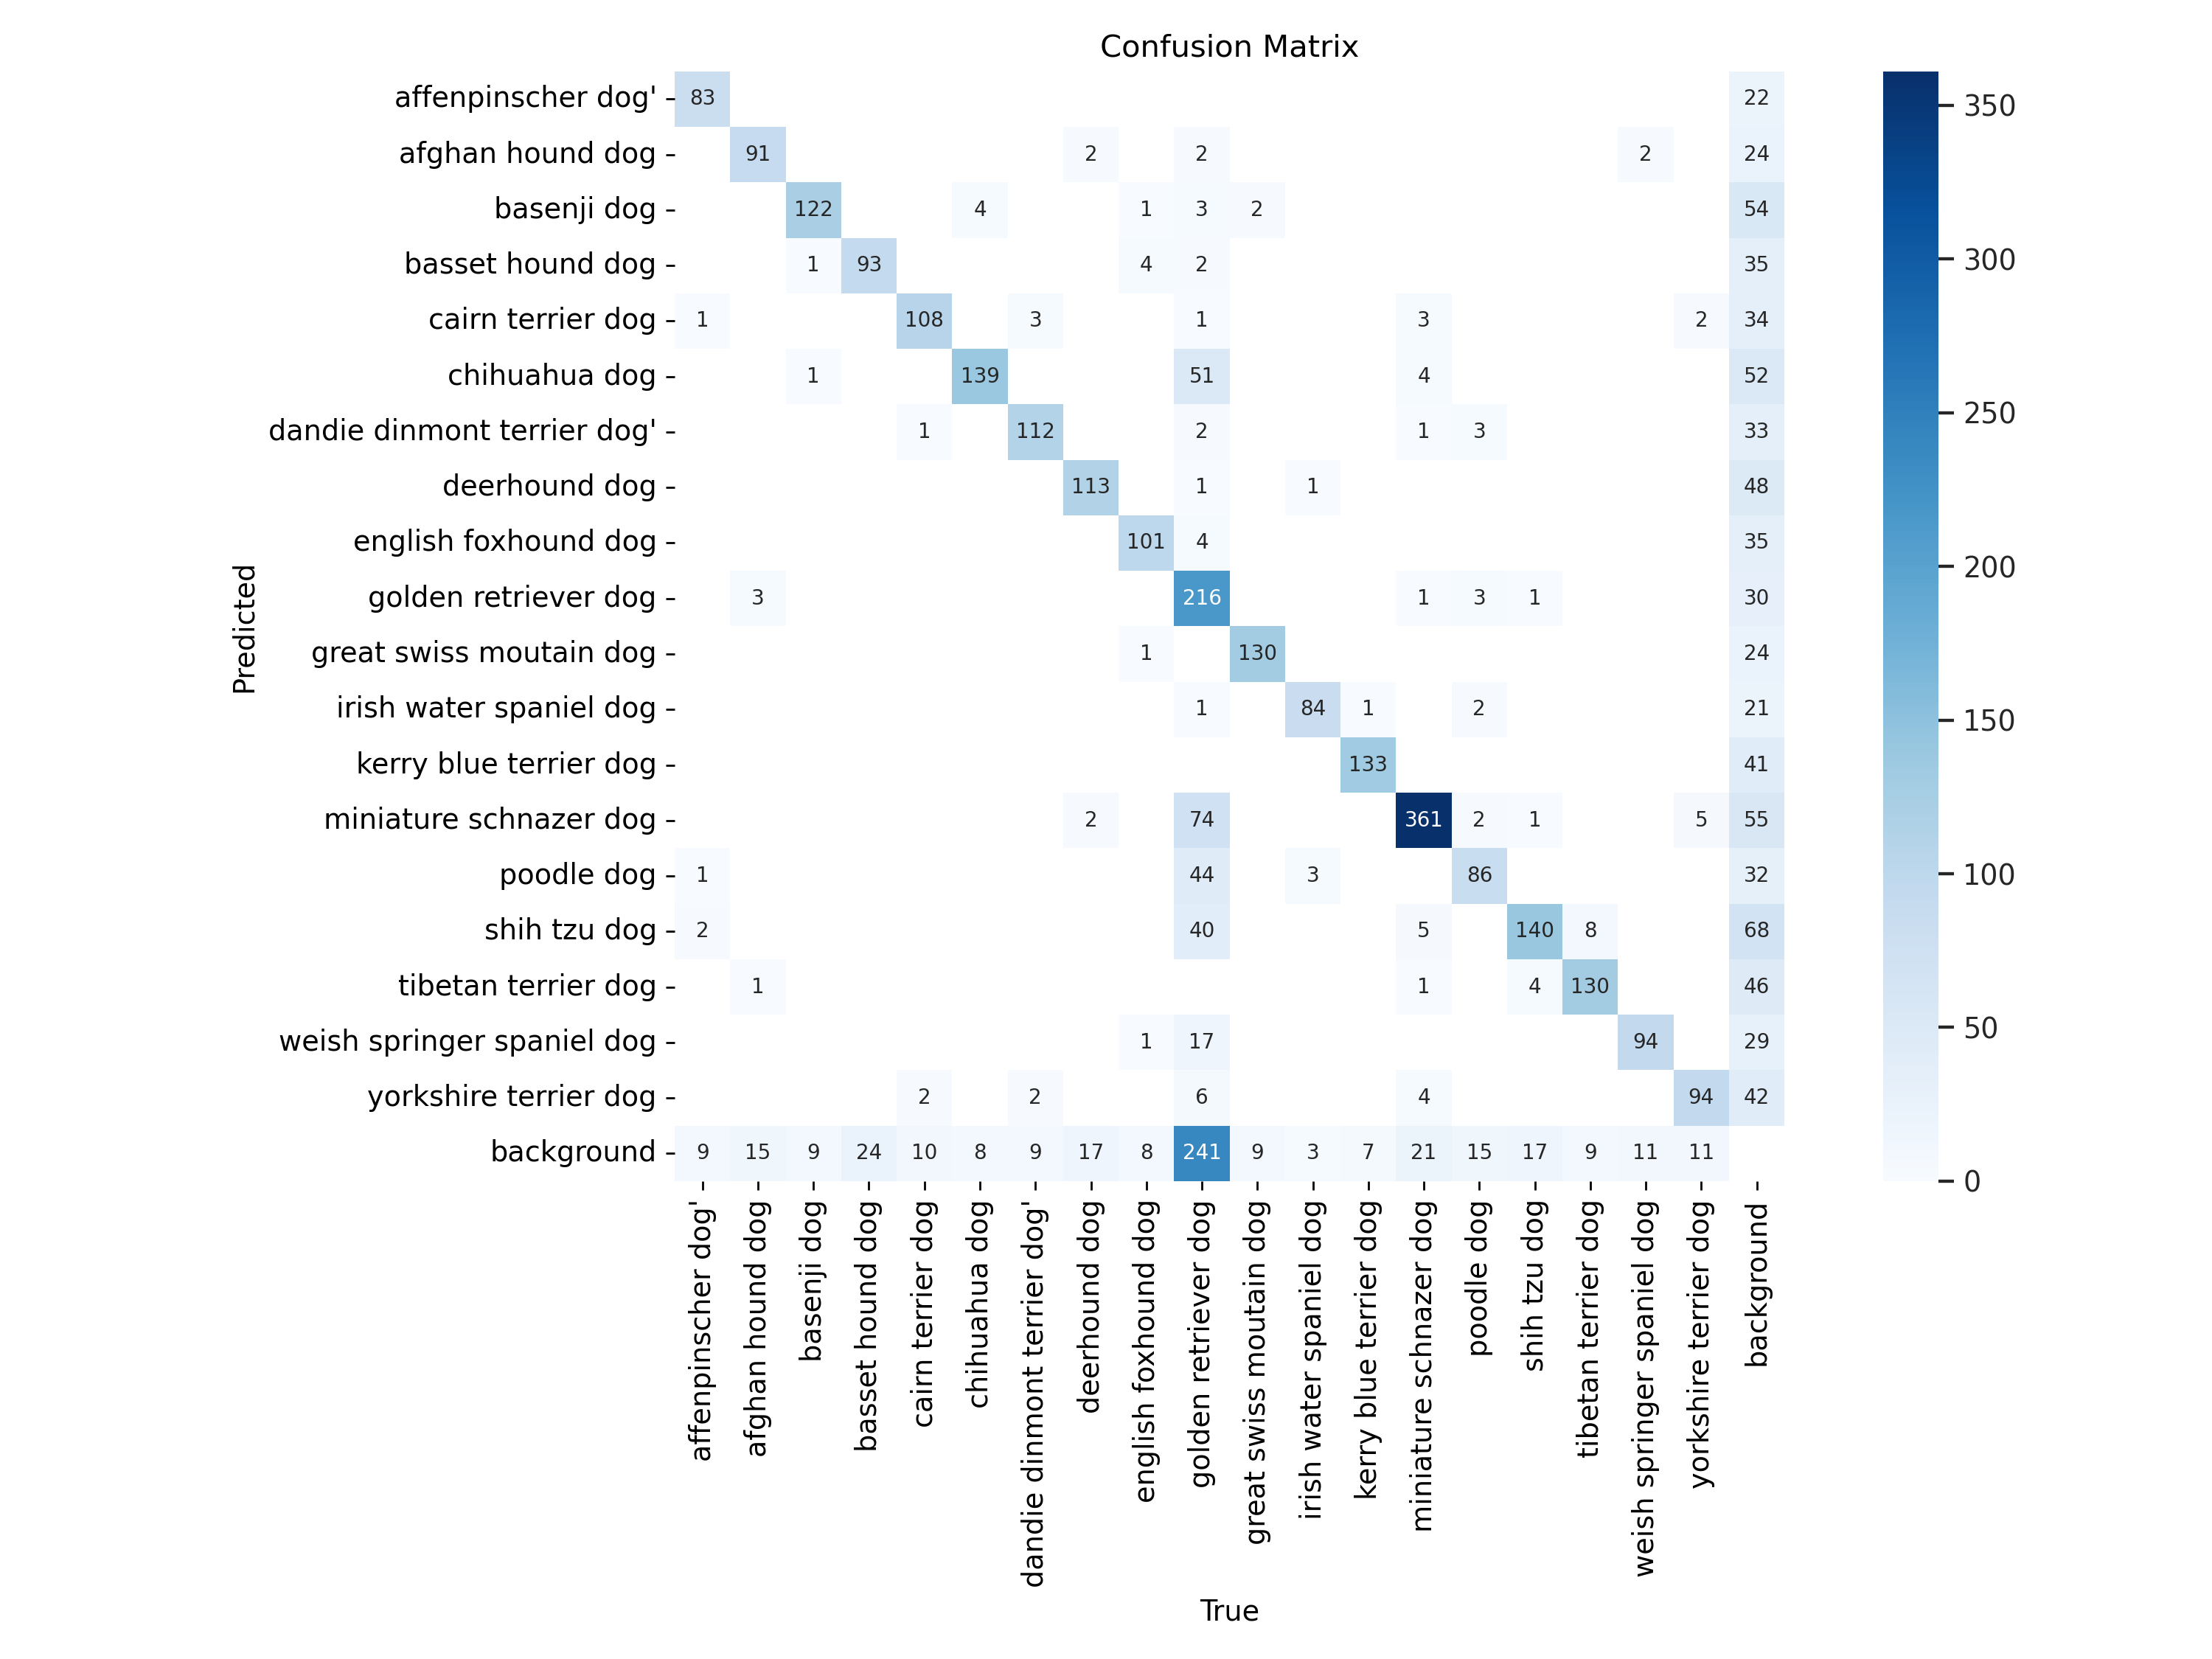 Confusion Matrix
affenpinscher dog' 83 22
afghan hound dog 91 2 2 2 24
basenji dog 122 4 1 3 2 54
basset hound dog 1 93 4 2 35
cairn terrier dog 1 108 3 1 3 2 34
chihuahua dog 1 139 51 4 52
dandie dinmont terrier dog' 1 112 2 1 3 33
deerhound dog 113 1 1 48
english foxhound dog 101 4 35
golden retriever dog 3 216 1 3 1 30
great swiss moutain dog 1 130 24
irish water spaniel dog 1 84 1 2 21
kerry blue terrier dog 133 41
miniature schnazer dog 2 74 361 2 1 5 55
poodle dog 1 44 3 86 32
shih tzu dog 2 40 5 140 8 68
tibetan terrier dog 1 1 4 130 46
weish springer spaniel dog 1 17 94 29
yorkshire terrier dog 2 2 6 4 94 42
background 9 15 9 24 10 8 9 17 8 241 9 3 7 21 15 17 9 11 11
Predicted
affenpinscher dog'
afghan hound dog
basenji dog
basset hound dog
cairn terrier dog
chihuahua dog
dandie dinmont terrier dog'
deerhound dog
english foxhound dog
golden retriever dog
great swiss moutain dog
irish water spaniel dog
kerry blue terrier dog
miniature schnazer dog
poodle dog
shih tzu dog
tibetan terrier dog
weish springer spaniel dog
yorkshire terrier dog
background
True
350
300
250
200
150
100
50
0